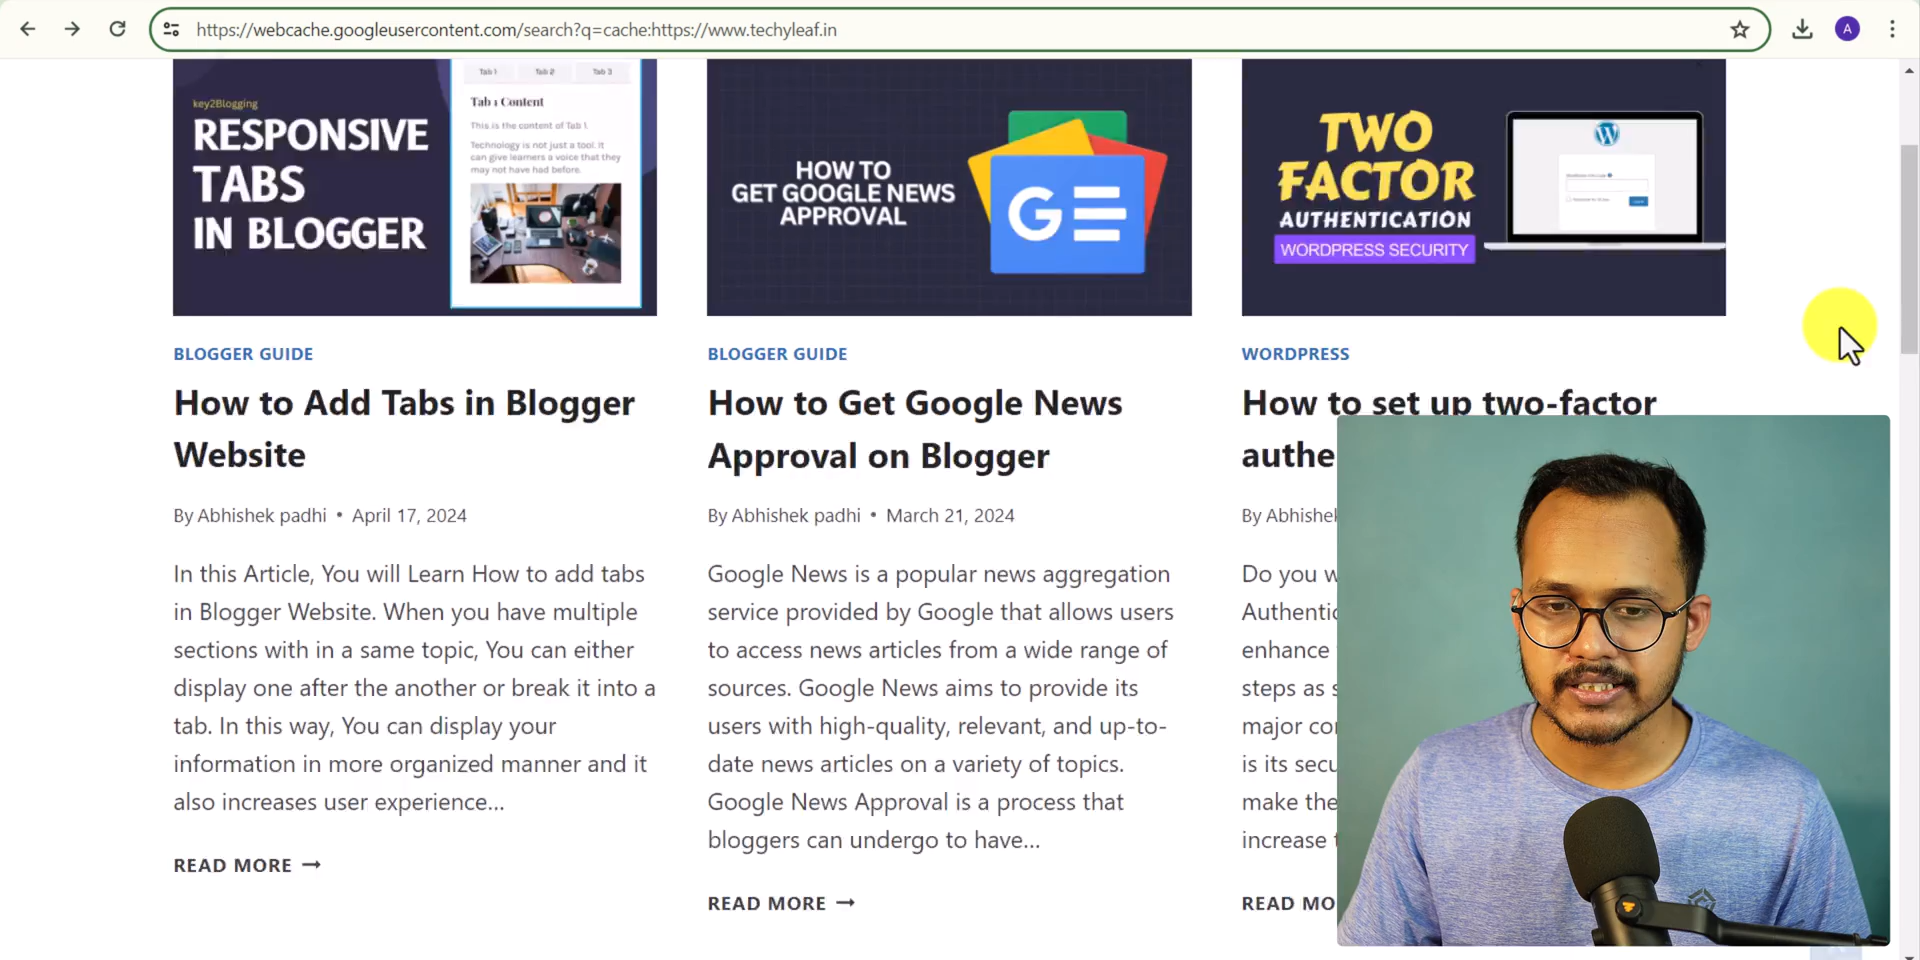 https://webcache.googleusercontent.com/search?q=cache:https://www.techyleaf.in
A
key2Blogging
RESPONSIVE
TABS
IN BLOGGER
Tab 1 Tab 2 Tab 3
Tab 1 Content
This is the content of Tab 1.
Technology is not just a tool. It
can give learners a voice that they
may not have had before.
HOW TO
GET GOOGLE NEWS
APPROVAL
G
TWO
FACTOR
AUTHENTICATION
WORDPRESS SECURITY
W
BLOGGER GUIDE
How to Add Tabs in Blogger
Website
By Abhishek padhi • April 17, 2024
In this Article, You will Learn How to add tabs
in Blogger Website. When you have multiple
sections with in a same topic, You can either
display one after the another or break it into a
tab. In this way, You can display your
information in more organized manner and it
also increases user experience...
READ MORE →
BLOGGER GUIDE
How to Get Google News
Approval on Blogger
By Abhishek padhi • March 21, 2024
Google News is a popular news aggregation
service provided by Google that allows users
to access news articles from a wide range of
sources. Google News aims to provide its
users with high-quality, relevant, and up-to-
date news articles on a variety of topics.
Google News Approval is a process that
bloggers can undergo to have...
READ MORE →
WORDPRESS
How to set up two-factor
authe
By Abhishek
Do you w
Authentic
enhance
steps as s
major cor
is its secu
make the
increase
READ MO